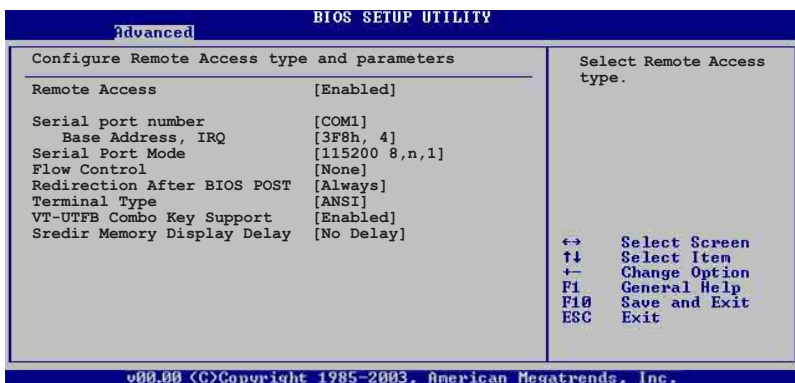 BIOS SETUP UTILITY
Advanced
Configure Remote Access type and parameters
Remote Access [Enabled]
Serial port number [COM1]
Base Address, IRQ [3F8h, 4]
Serial Port Mode [115200 8,n,1]
Flow Control [None]
Redirection After BIOS POST [Always]
Terminal Type [ANSI]
VT-UTFB Combo Key Support [Enabled]
Sredir Memory Display Delay [No Delay]
Select Remote Access
type.
↔ Select Screen
↑↓ Select Item
+- Change Option
F1 General Help
F10 Save and Exit
ESC Exit
v00.00 (C)Copyright 1985-2003, American Megatrends, Inc.